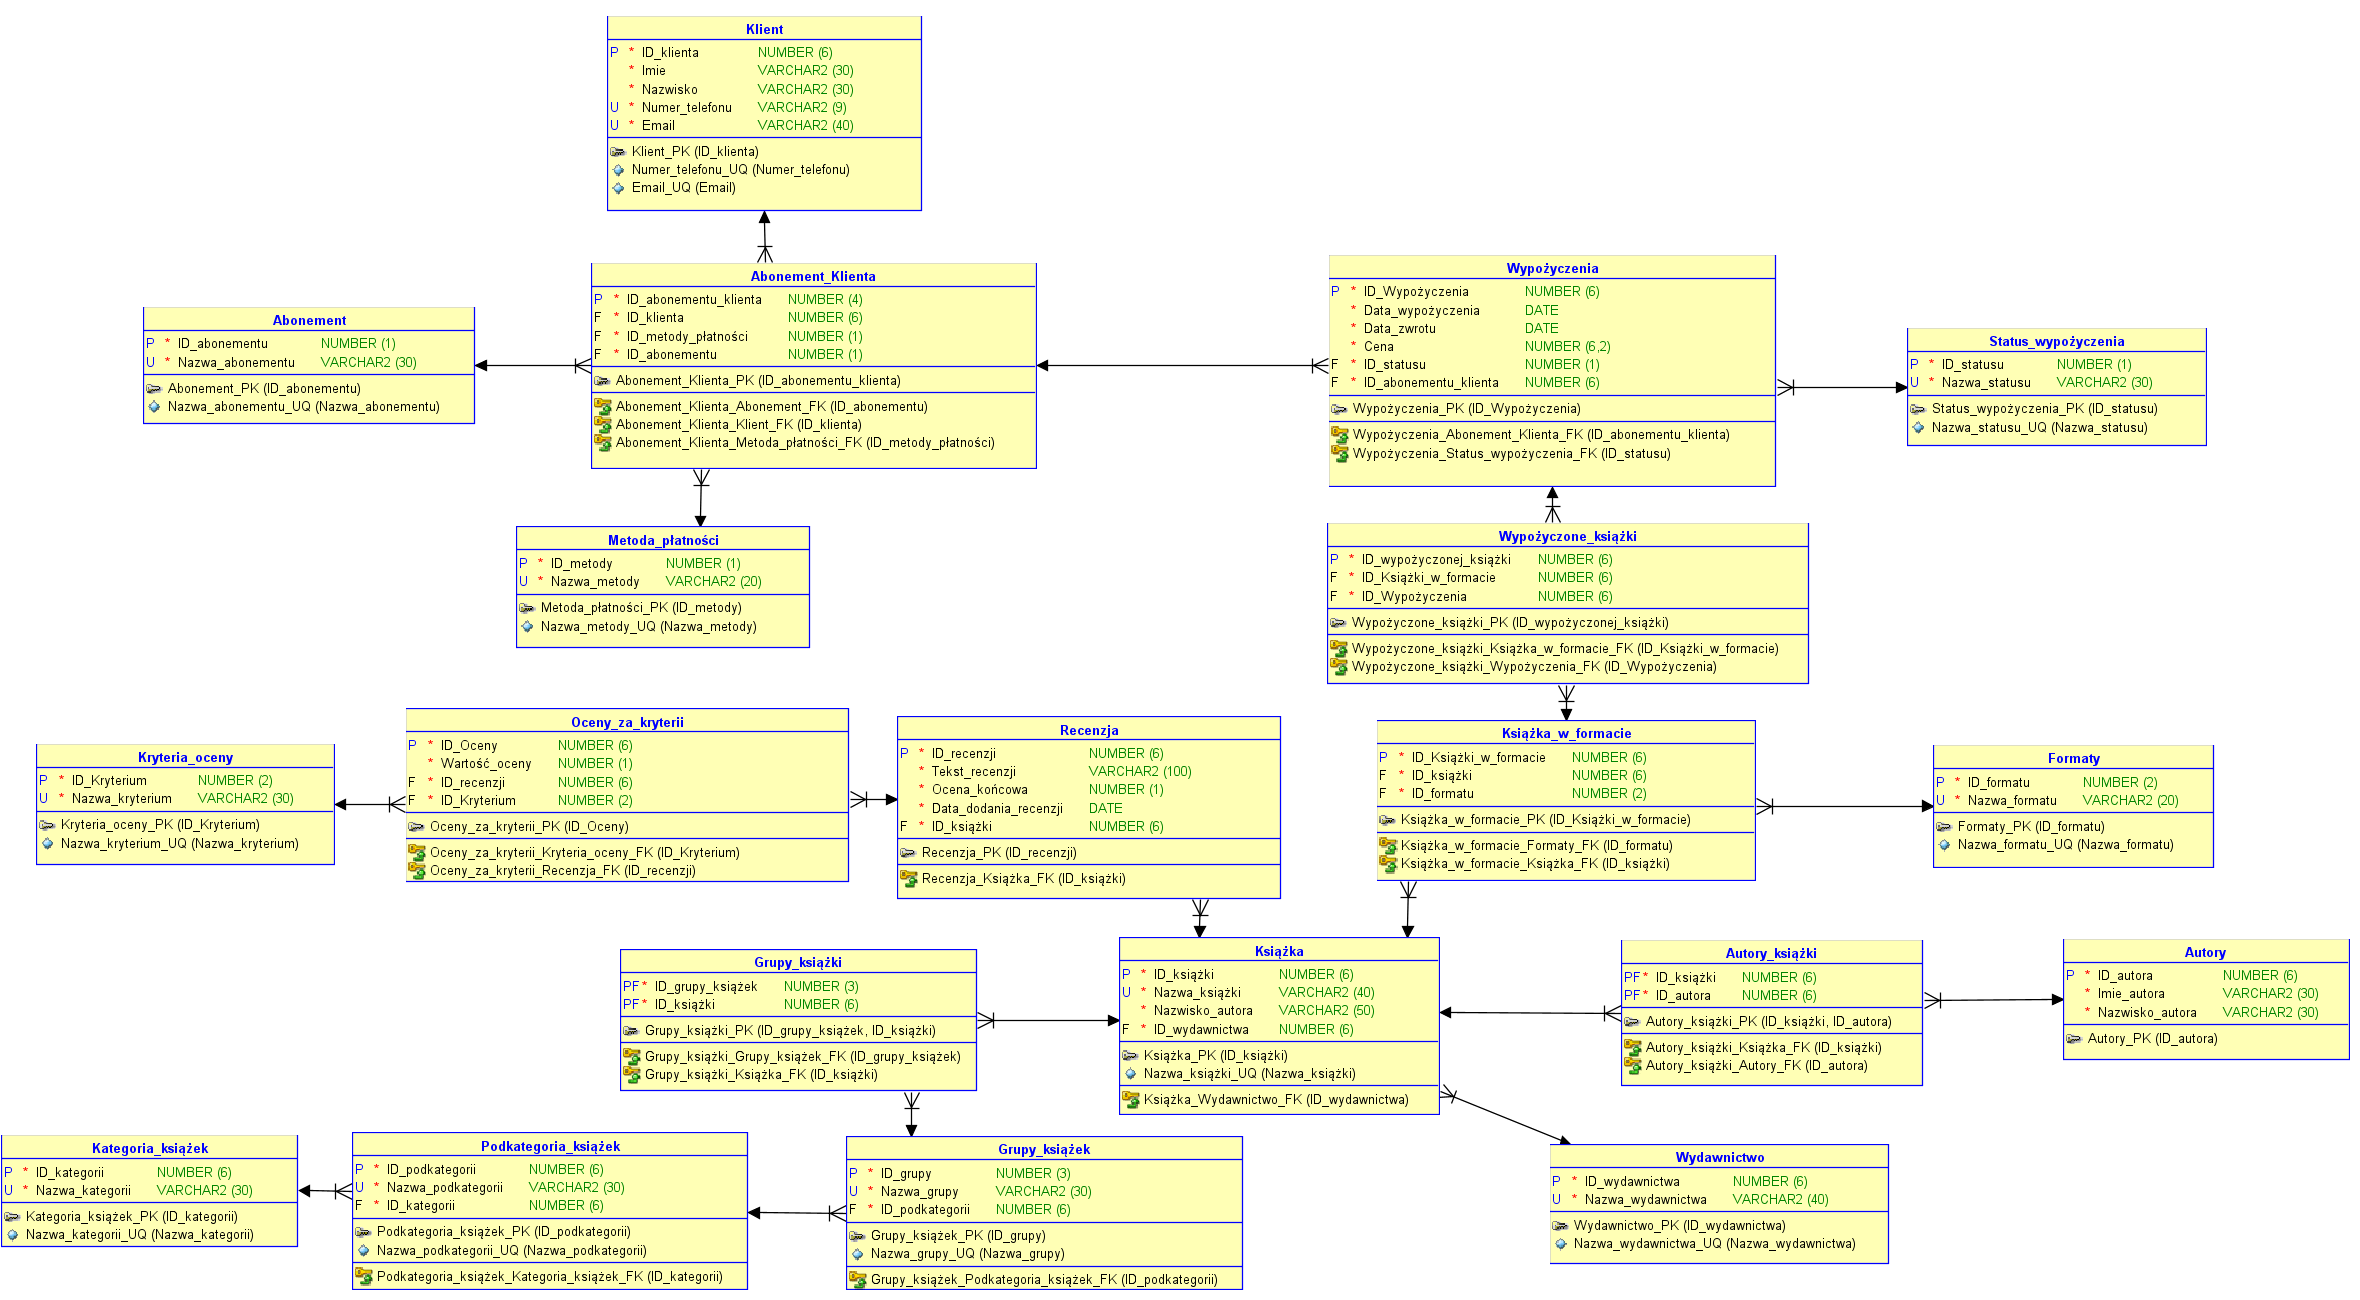 Klient
P * ID_klienta NUMBER (6)
* Imie VARCHAR2 (30)
* Nazwisko VARCHAR2 (30)
U * Numer_telefonu VARCHAR2 (9)
U * Email VARCHAR2 (40)
Klient_PK (ID_klienta)
Numer_telefonu_UQ (Numer_telefonu)
Email_UQ (Email)
Abonement
P * ID_abonementu NUMBER (1)
U * Nazwa_abonementu VARCHAR2 (30)
Abonement_PK (ID_abonementu)
Nazwa_abonementu_UQ (Nazwa_abonementu)
Abonement_Klienta
P * ID_abonementu_klienta NUMBER (4)
F * ID_klienta NUMBER (6)
F * ID_metody_płatności NUMBER (1)
F * ID_abonementu NUMBER (1)
Abonement_Klienta_PK (ID_abonementu_klienta)
Abonement_Klienta_Abonement_FK (ID_abonementu)
Abonement_Klienta_Klient_FK (ID_klienta)
Abonement_Klienta_Metoda_płatności_FK (ID_metody_płatności)
Wypożyczenia
P * ID_Wypożyczenia NUMBER (6)
* Data_wypożyczenia DATE
* Data_zwrotu DATE
* Cena NUMBER (6,2)
F * ID_statusu NUMBER (1)
F * ID_abonementu_klienta NUMBER (6)
Wypożyczenia_PK (ID_Wypożyczenia)
Wypożyczenia_Abonement_Klienta_FK (ID_abonementu_klienta)
Wypożyczenia_Status_wypożyczenia_FK (ID_statusu)
Status_wypożyczenia
P * ID_statusu NUMBER (1)
U * Nazwa_statusu VARCHAR2 (30)
Status_wypożyczenia_PK (ID_statusu)
Nazwa_statusu_UQ (Nazwa_statusu)
Metoda_płatności
P * ID_metody NUMBER (1)
U * Nazwa_metody VARCHAR2 (20)
Metoda_płatności_PK (ID_metody)
Nazwa_metody_UQ (Nazwa_metody)
Wypożyczone_książki
P * ID_wypożyczonej_książki NUMBER (6)
F * ID_Książki_w_formacie NUMBER (6)
F * ID_Wypożyczenia NUMBER (6)
Wypożyczone_książki_PK (ID_wypożyczonej_książki)
Wypożyczone_książki_Książka_w_formacie_FK (ID_Książki_w_formacie)
Wypożyczone_książki_Wypożyczenia_FK (ID_Wypożyczenia)
Kryteria_oceny
P * ID_Kryterium NUMBER (2)
U * Nazwa_kryterium VARCHAR2 (30)
Kryteria_oceny_PK (ID_Kryterium)
Nazwa_kryterium_UQ (Nazwa_kryterium)
Oceny_za_kryterii
P * ID_Oceny NUMBER (6)
* Wartość_oceny NUMBER (1)
F * ID_recenzji NUMBER (6)
F * ID_Kryterium NUMBER (2)
Oceny_za_kryterii_PK (ID_Oceny)
Oceny_za_kryterii_Kryteria_oceny_FK (ID_Kryterium)
Oceny_za_kryterii_Recenzja_FK (ID_recenzji)
Recenzja
P * ID_recenzji NUMBER (6)
* Tekst_recenzji VARCHAR2 (100)
* Ocena_końcowa NUMBER (1)
* Data_dodania_recenzji DATE
F * ID_książki NUMBER (6)
Recenzja_PK (ID_recenzji)
Recenzja_Książka_FK (ID_książki)
Książka_w_formacie
P * ID_Książki_w_formacie NUMBER (6)
F * ID_książki NUMBER (6)
F * ID_formatu NUMBER (2)
Książka_w_formacie_PK (ID_Książki_w_formacie)
Książka_w_formacie_Formaty_FK (ID_formatu)
Książka_w_formacie_Książka_FK (ID_książki)
Formaty
P * ID_formatu NUMBER (2)
U * Nazwa_formatu VARCHAR2 (20)
Formaty_PK (ID_formatu)
Nazwa_formatu_UQ (Nazwa_formatu)
Grupy_książki
PF * ID_grupy_książek NUMBER (3)
PF * ID_książki NUMBER (6)
Grupy_książki_PK (ID_grupy_książek, ID_książki)
Grupy_książki_Grupy_książek_FK (ID_grupy_książek)
Grupy_książki_Książka_FK (ID_książki)
Książka
P * ID_książki NUMBER (6)
U * Nazwa_książki VARCHAR2 (40)
* Nazwisko_autora VARCHAR2 (50)
F * ID_wydawnictwa NUMBER (6)
Książka_PK (ID_książki)
Nazwa_książki_UQ (Nazwa_książki)
Książka_Wydawnictwo_FK (ID_wydawnictwa)
Autory_książki
PF * ID_książki NUMBER (6)
PF * ID_autora NUMBER (6)
Autory_książki_PK (ID_książki, ID_autora)
Autory_książki_Książka_FK (ID_książki)
Autory_książki_Autory_FK (ID_autora)
Autory
P * ID_autora NUMBER (6)
* Imie_autora VARCHAR2 (30)
* Nazwisko_autora VARCHAR2 (30)
Autory_PK (ID_autora)
Kategoria_książek
P * ID_kategorii NUMBER (6)
U * Nazwa_kategorii VARCHAR2 (30)
Kategoria_książek_PK (ID_kategorii)
Nazwa_kategorii_UQ (Nazwa_kategorii)
Podkategoria_książek
P * ID_podkategorii NUMBER (6)
U * Nazwa_podkategorii VARCHAR2 (30)
F * ID_kategorii NUMBER (6)
Podkategoria_książek_PK (ID_podkategorii)
Nazwa_podkategorii_UQ (Nazwa_podkategorii)
Podkategoria_książek_Kategoria_książek_FK (ID_kategorii)
Grupy_książek
P * ID_grupy NUMBER (3)
U * Nazwa_grupy VARCHAR2 (30)
F * ID_podkategorii NUMBER (6)
Grupy_książek_PK (ID_grupy)
Nazwa_grupy_UQ (Nazwa_grupy)
Grupy_książek_Podkategoria_książek_FK (ID_podkategorii)
Wydawnictwo
P * ID_wydawnictwa NUMBER (6)
U * Nazwa_wydawnictwa VARCHAR2 (40)
Wydawnictwo_PK (ID_wydawnictwa)
Nazwa_wydawnictwa_UQ (Nazwa_wydawnictwa)